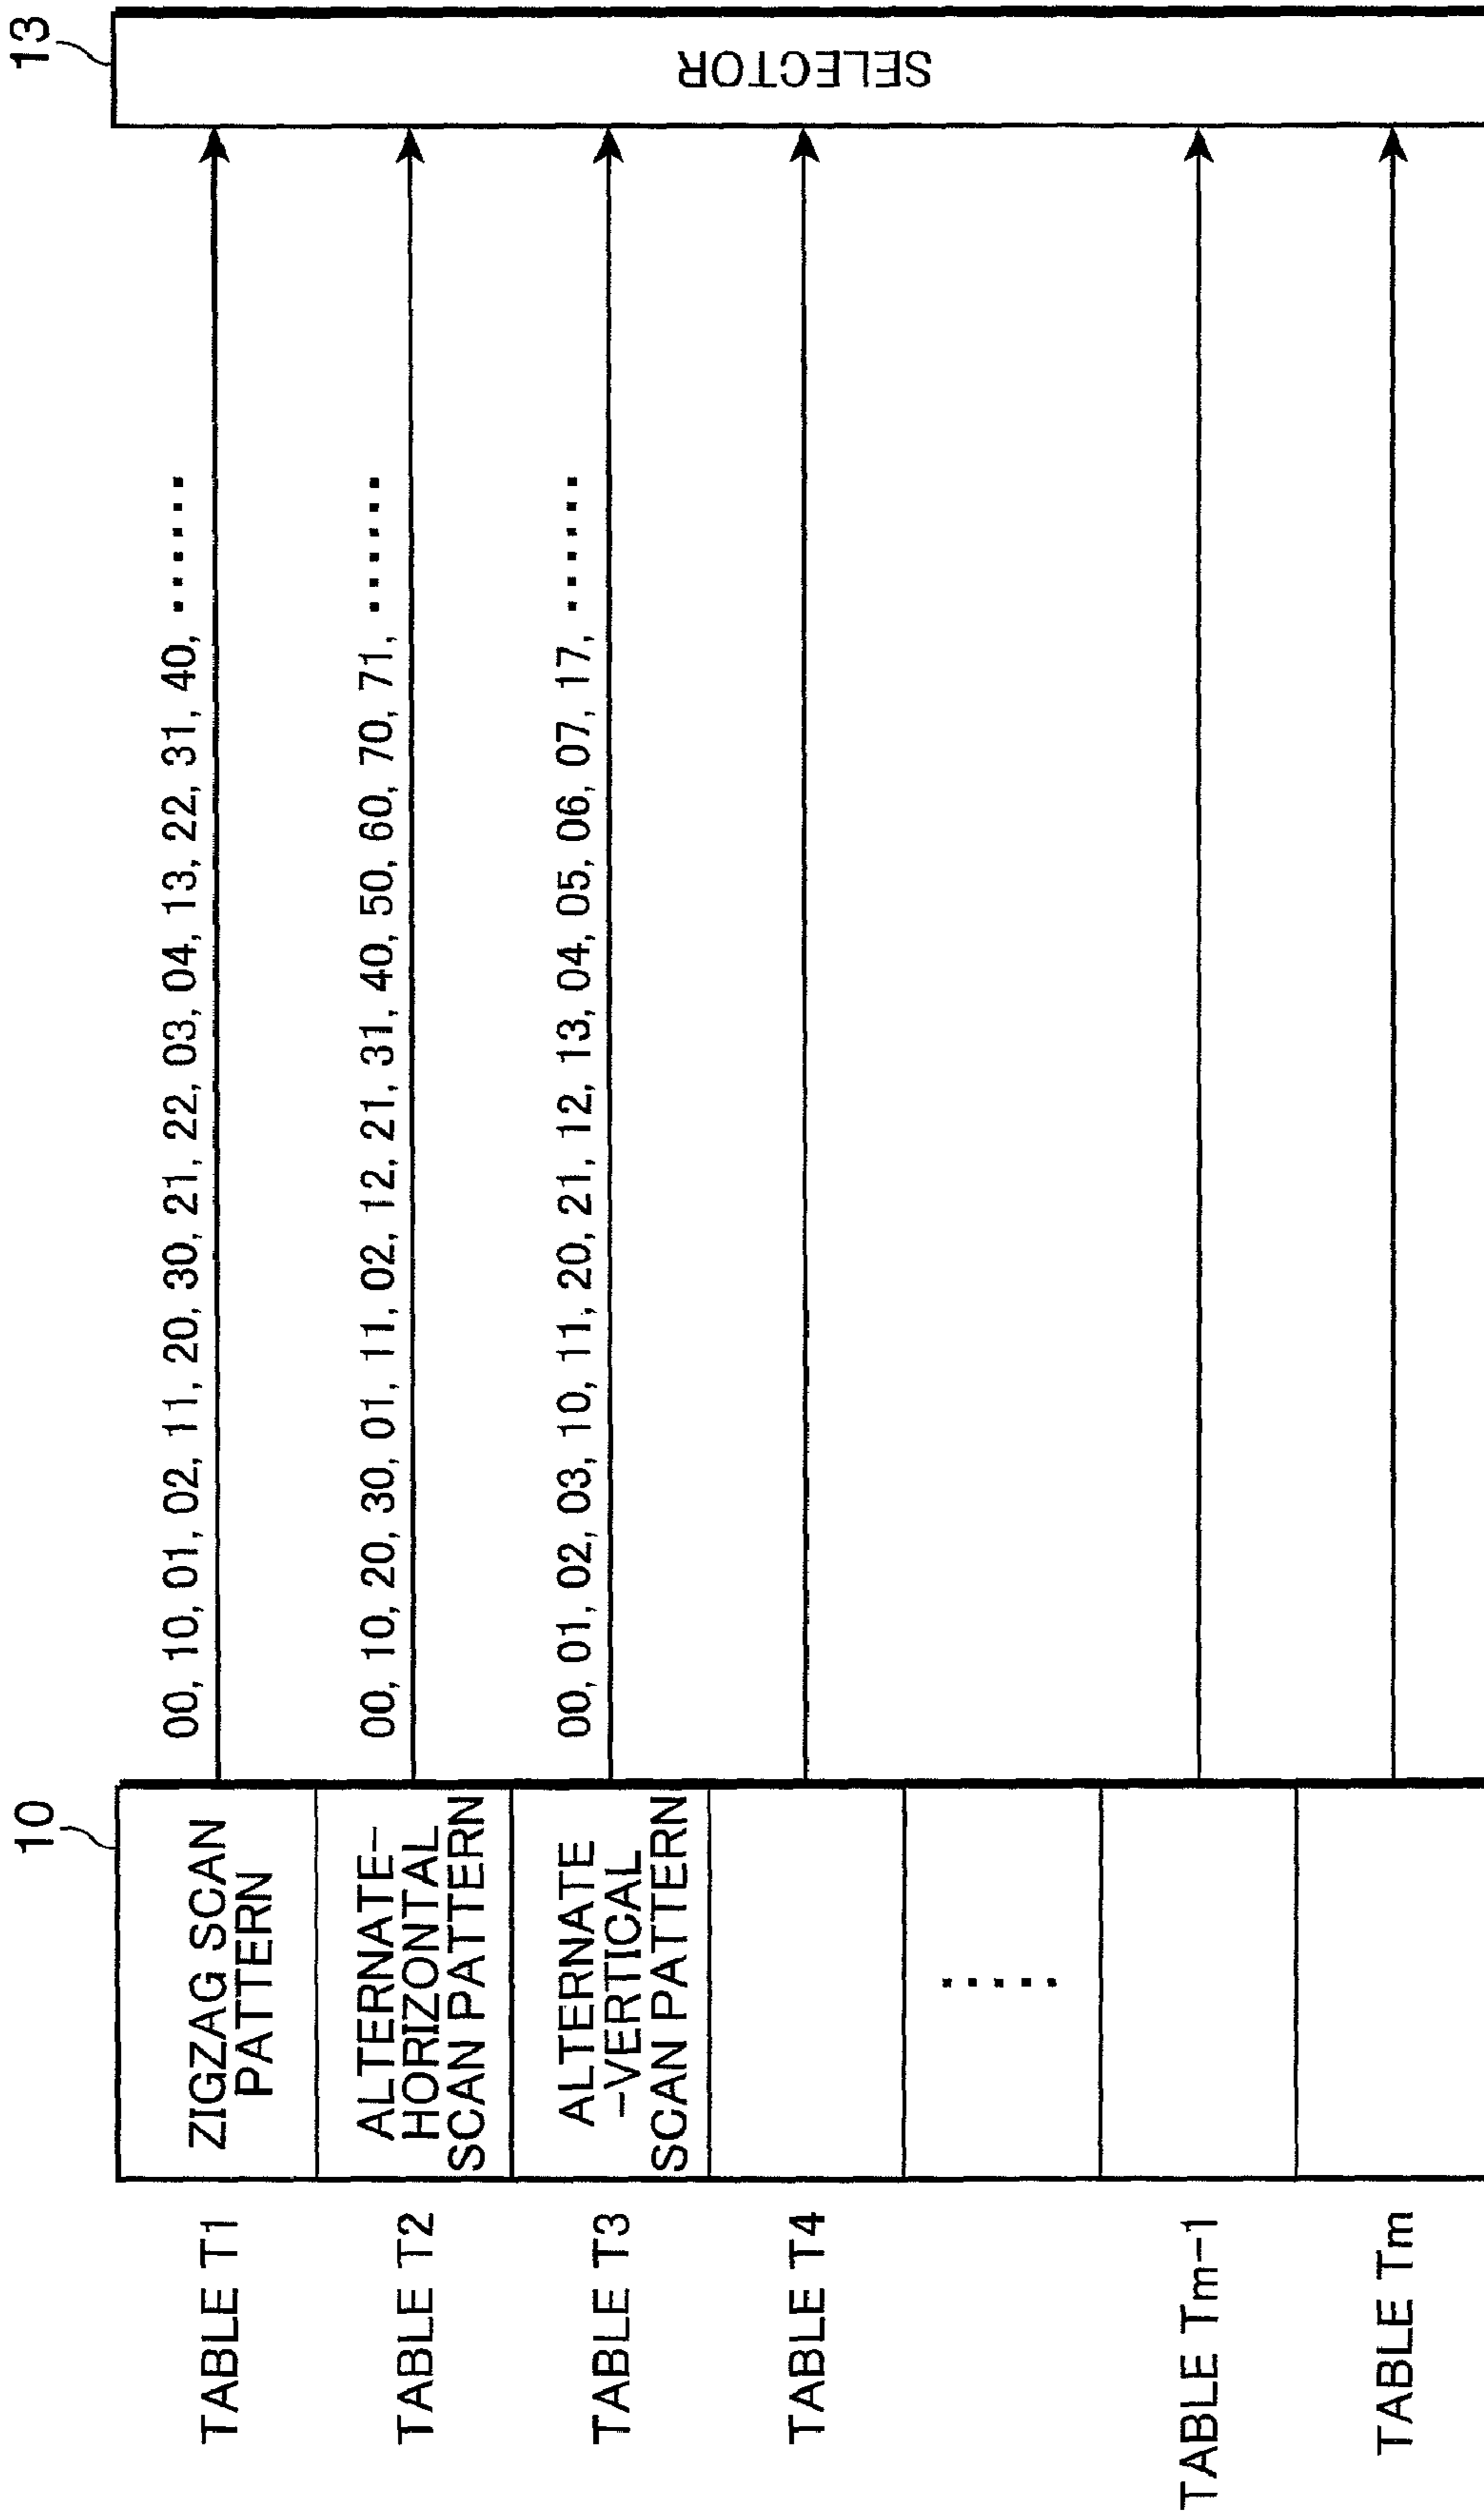 10
13
TABLE T1
ZIGZAG SCAN
PATTERN
00, 10, 01, 02, 11, 20, 30, 21, 22, 03, 04, 13, 22, 31, 40, ......
TABLE T2
ALTERNATE-
HORIZONTAL
SCAN PATTERN
00, 10, 20, 30, 01, 11, 02, 12, 21, 31, 40, 50, 60, 70, 71, ......
TABLE T3
ALTERNATE
_VERTICAL
SCAN PATTERN
00, 01, 02, 03, 10, 11, 20, 21, 12, 13, 04, 05, 06, 07, 17, ......
TABLE T4
.....
TABLE Tm-1
TABLE Tm
SELECTOR